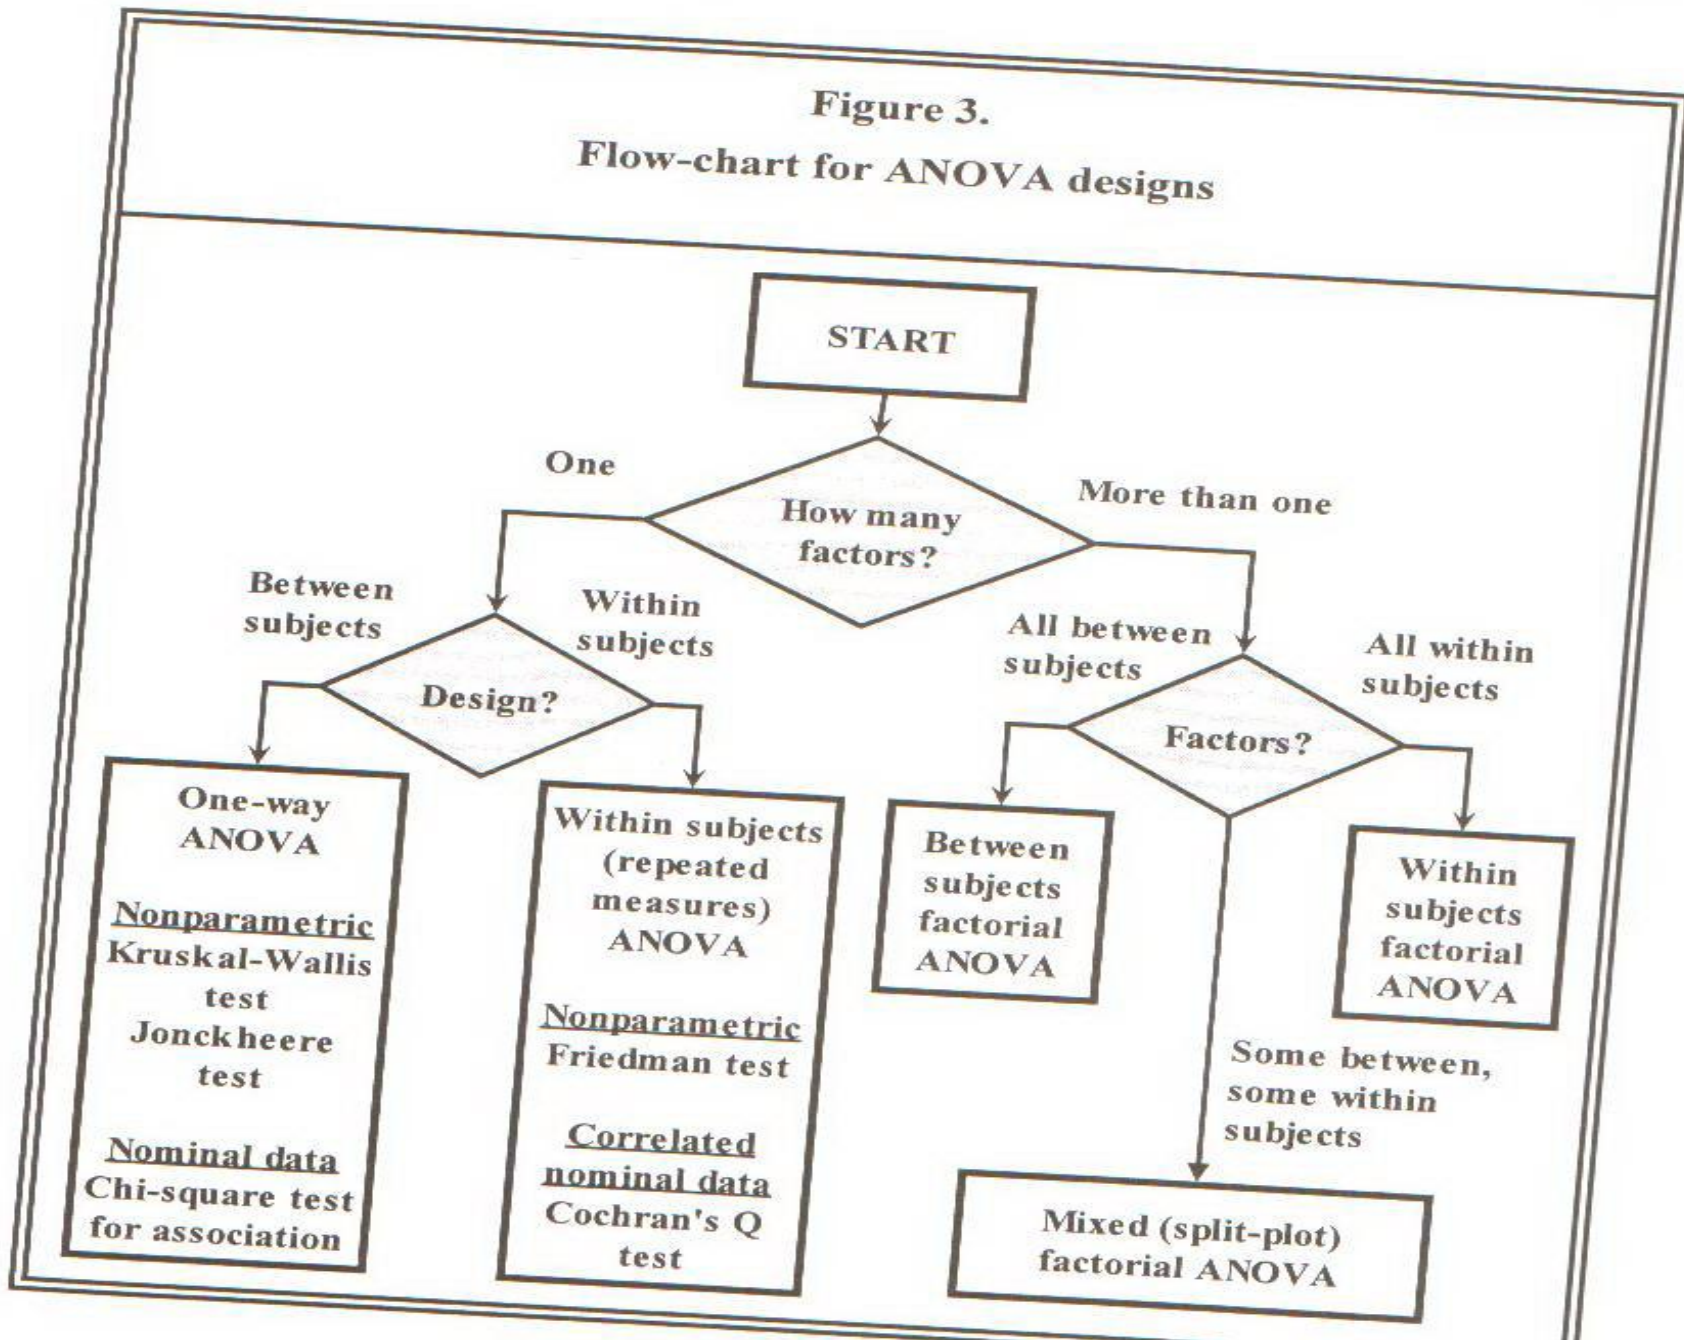 Figure 3.
Flow-chart for ANOVA designs
START
How many
factors?
One
More than one
Between
subjects
Within
subjects
Design?
All between
subjects
All within
subjects
Factors?
One-way
ANOVA
Nonparametric
Kruskal-Wallis
test
Jonckheere
test
Nominal data
Chi-square test
for association
Within subjects
(repeated
measures)
ANOVA
Nonparametric
Friedman test
Correlated
nominal data
Cochran's Q
test
Between
subjects
factorial
ANOVA
Within
subjects
factorial
ANOVA
Some between,
some within
subjects
Mixed (split-plot)
factorial ANOVA